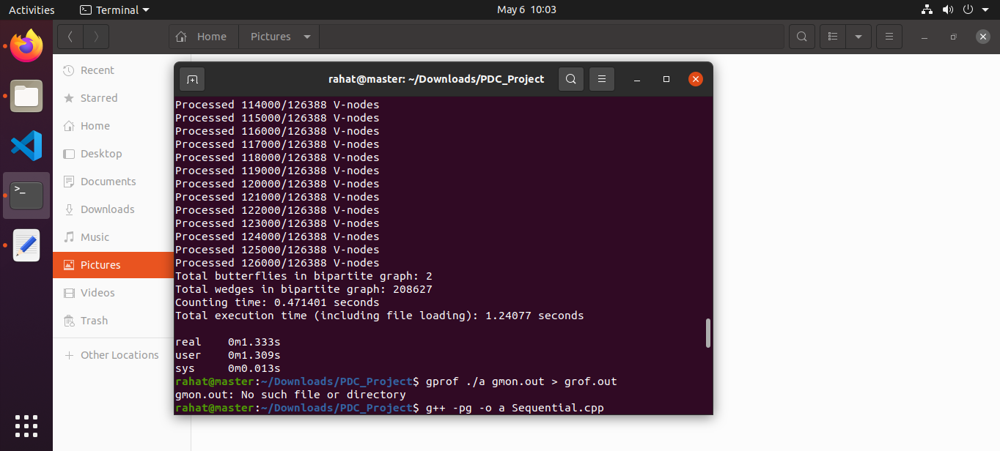 Activities
Terminal
May 6 10:03
Home
Pictures
Recent
Starred
Home
Desktop
Documents
Downloads
Music
Pictures
Videos
Trash
Other Locations
rahat@master: ~/Downloads/PDC_Project
Processed 114000/126388 V-nodes
Processed 115000/126388 V-nodes
Processed 116000/126388 V-nodes
Processed 117000/126388 V-nodes
Processed 118000/126388 V-nodes
Processed 119000/126388 V-nodes
Processed 120000/126388 V-nodes
Processed 121000/126388 V-nodes
Processed 122000/126388 V-nodes
Processed 123000/126388 V-nodes
Processed 124000/126388 V-nodes
Processed 125000/126388 V-nodes
Processed 126000/126388 V-nodes
Total butterflies in bipartite graph: 2
Total wedges in bipartite graph: 208627
Counting time: 0.471401 seconds
Total execution time (including file loading): 1.24077 seconds
real    0m1.333s
user    0m1.309s
sys     0m0.013s
rahat@master:~/Downloads/PDC_Project$ gprof ./a gmon.out > grof.out
gmon.out: No such file or directory
rahat@master:~/Downloads/PDC_Project$ g++ -pg -o a Sequential.cpp